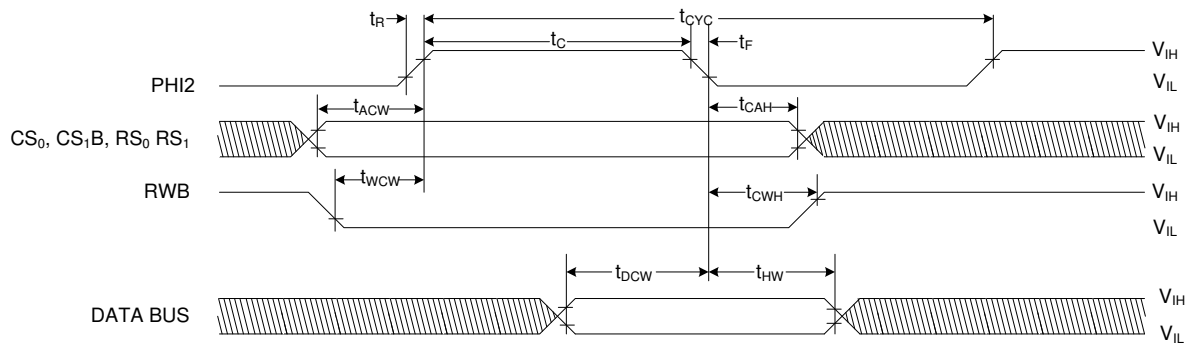 tR tCYC
tC tF
PHI2 VIH
VIL
tACW tCAH
CS0, CS1B, RS0 RS1 VIH
VIL
tWCW tCWH
RWB VIH
VIL
tDCW tHW
DATA BUS VIH
VIL